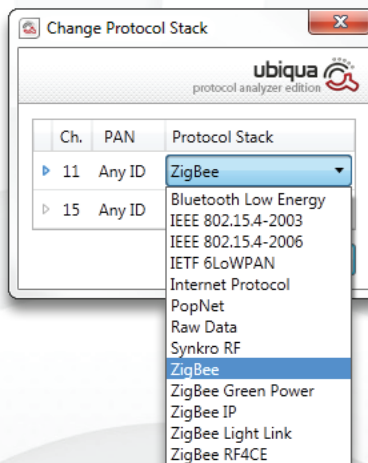 Change Protocol Stack
x
ubiqua
protocol analyzer edition
Ch. PAN Protocol Stack
11 Any ID ZigBee
15 Any ID
Bluetooth Low Energy
IEEE 802.15.4-2003
IEEE 802.15.4-2006
IETF 6LoWPAN
Internet Protocol
PopNet
Raw Data
Synkro RF
ZigBee
ZigBee Green Power
ZigBee IP
ZigBee Light Link
ZigBee RF4CE